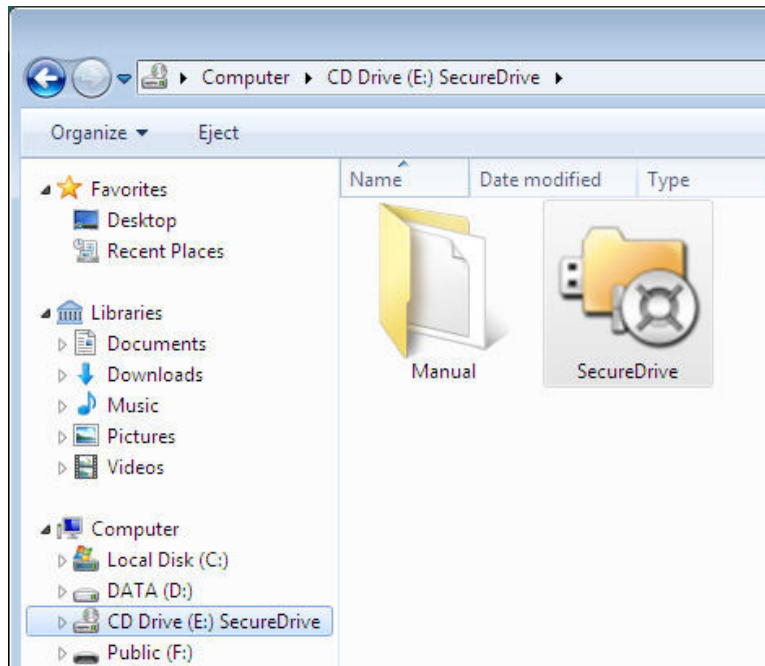 Computer CD Drive (E:) SecureDrive
Organize Eject
Name Date modified Type
Favorites
Desktop
Recent Places
Libraries
Documents
Downloads
Music
Pictures
Videos
Computer
Local Disk (C:)
DATA (D:)
CD Drive (E:) SecureDrive
Public (F:)
Manual SecureDrive